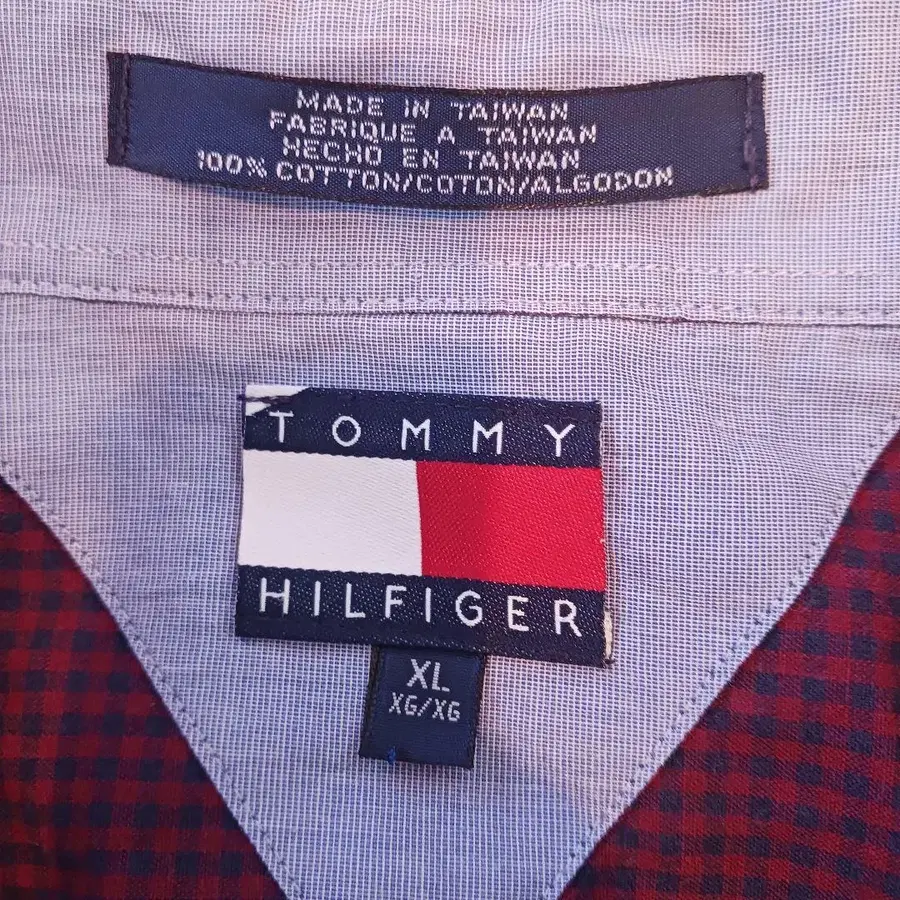 MADE IN TAIWAN
FABRIQUE A TAIWAN
HECHO EN TAIWAN
100% COTTON/COTON/ALGODON
TOMMY
HILFIGER
XL
XG/XG